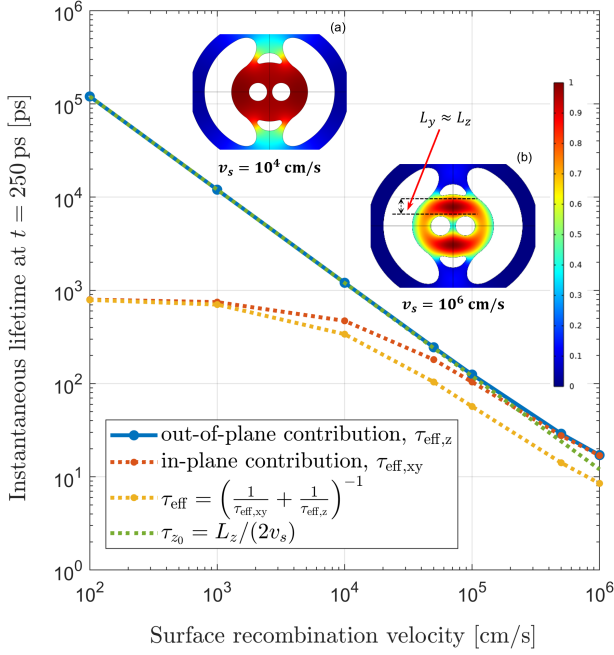 (a)
v_s = 10^4 cm/s
L_y ≈ L_z
(b)
v_s = 10^6 cm/s
1
0.9
0.8
0.7
0.6
0.5
0.4
0.3
0.2
0.1
0
Instantaneous lifetime at t = 250 ps [ps]
10^6
10^5
10^4
10^3
10^2
10^1
10^0
out-of-plane contribution, τ_eff,z
in-plane contribution, τ_eff,xy
τ_eff = (1/τ_eff,xy + 1/τ_eff,z)^−1
τ_z_0 = L_z/(2v_s)
10^2 10^3 10^4 10^5 10^6
Surface recombination velocity [cm/s]